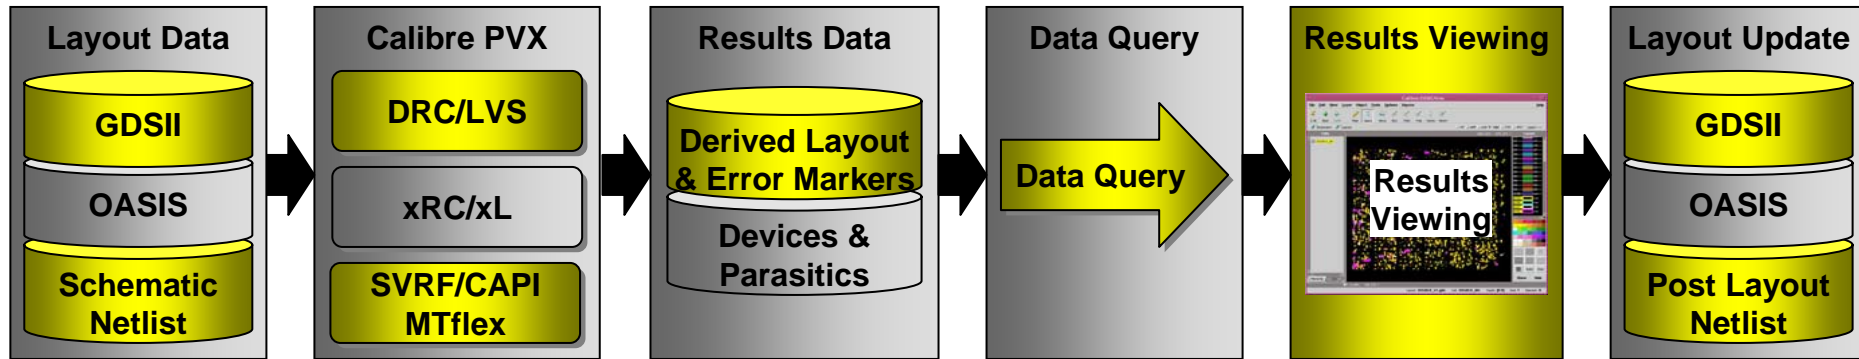 Layout Data
GDSII
OASIS
Schematic
Netlist
Calibre PVX
DRC/LVS
xRC/xL
SVRF/CAPI
MTflex
Results Data
Derived Layout
& Error Markers
Devices &
Parasitics
Data Query
Data Query
Results Viewing
Results
Viewing
Layout Update
GDSII
OASIS
Post Layout
Netlist